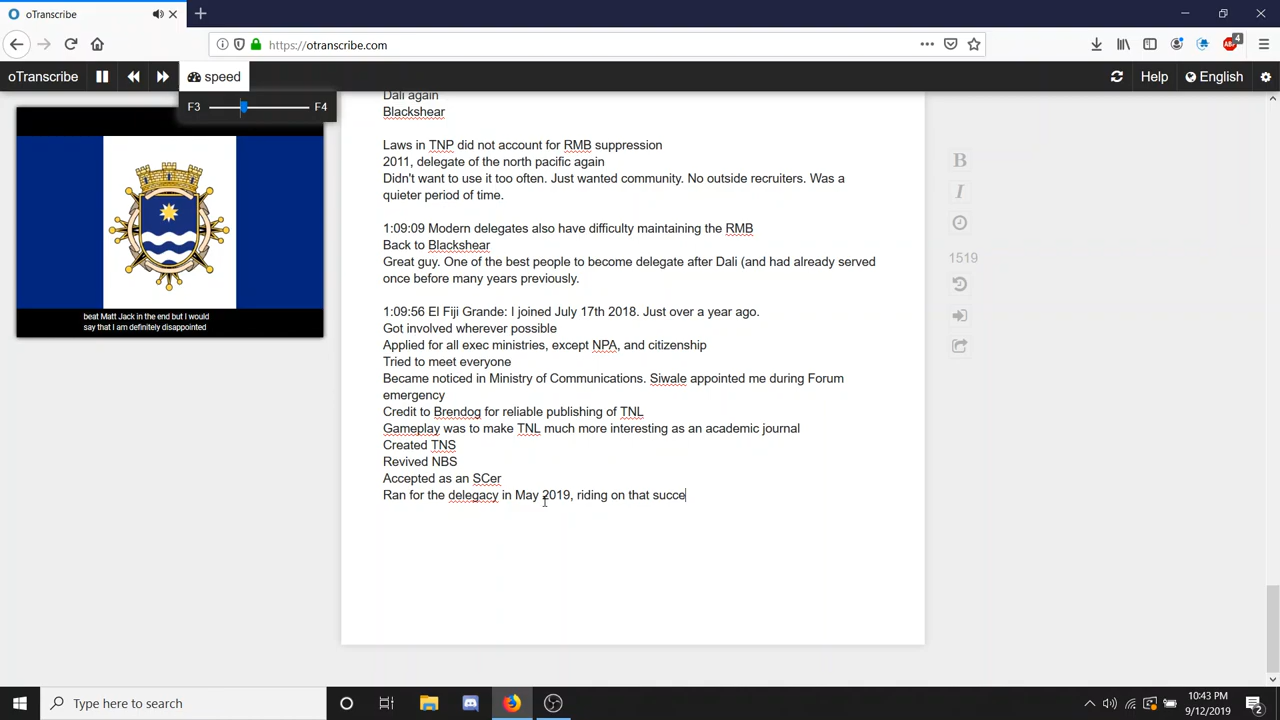 oTranscribe
https://otranscribe.com
4
ABP
oTranscribe
speed
Help
English
F3
F4
beat Matt Jack in the end but I would
say that I am definitely disappointed
Dali again
Blackshear
Laws in TNP did not account for RMB suppression
2011, delegate of the north pacific again
Didn't want to use it too often. Just wanted community. No outside recruiters. Was a
quieter period of time.
1:09:09 Modern delegates also have difficulty maintaining the RMB
Back to Blackshear
Great guy. One of the best people to become delegate after Dali (and had already served
once before many years previously.
1:09:56 El Fiji Grande: I joined July 17th 2018. Just over a year ago.
Got involved wherever possible
Applied for all exec ministries, except NPA, and citizenship
Tried to meet everyone
Became noticed in Ministry of Communications. Siwale appointed me during Forum
emergency
Credit to Brendog for reliable publishing of TNL
Gameplay was to make TNL much more interesting as an academic journal
Created TNS
Revived NBS
Accepted as an SCer
Ran for the delegacy in May 2019, riding on that succe
B
I
1519
Type here to search
10:43 PM
9/12/2019
2